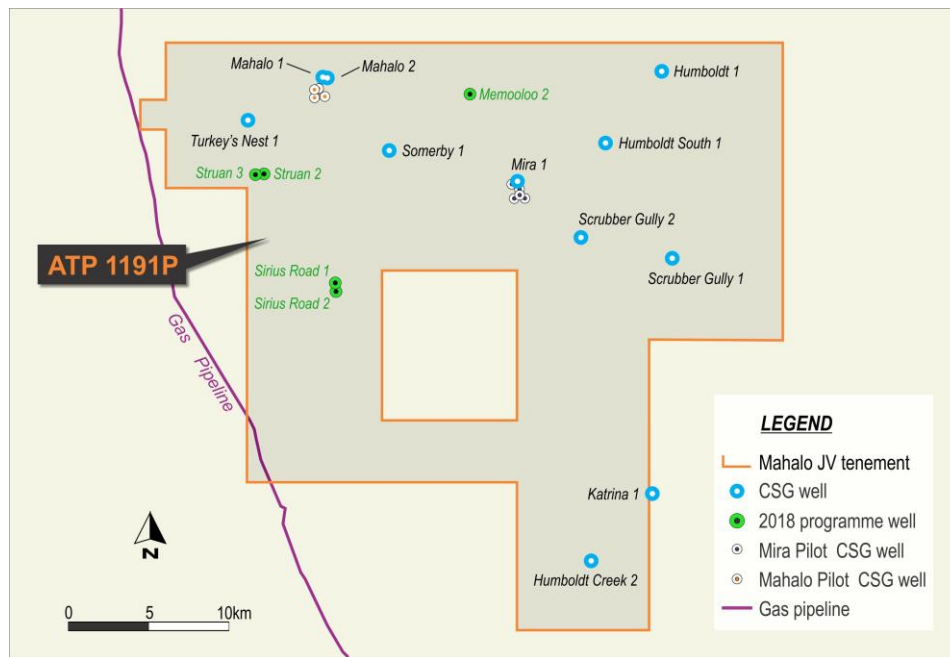 Mahalo 1
Mahalo 2
Humboldt 1
Memooloo 2
Turkey's Nest 1
Somerby 1
Humboldt South 1
Mira 1
Struan 3
Struan 2
Scrubber Gully 2
ATP 1191P
Scrubber Gully 1
Sirius Road 1
Sirius Road 2
Gas Pipeline
LEGEND
Mahalo JV tenement
CSG well
2018 programme well
Mira Pilot CSG well
Mahalo Pilot CSG well
Gas pipeline
Katrina 1
Humboldt Creek 2
N
0 5 10km